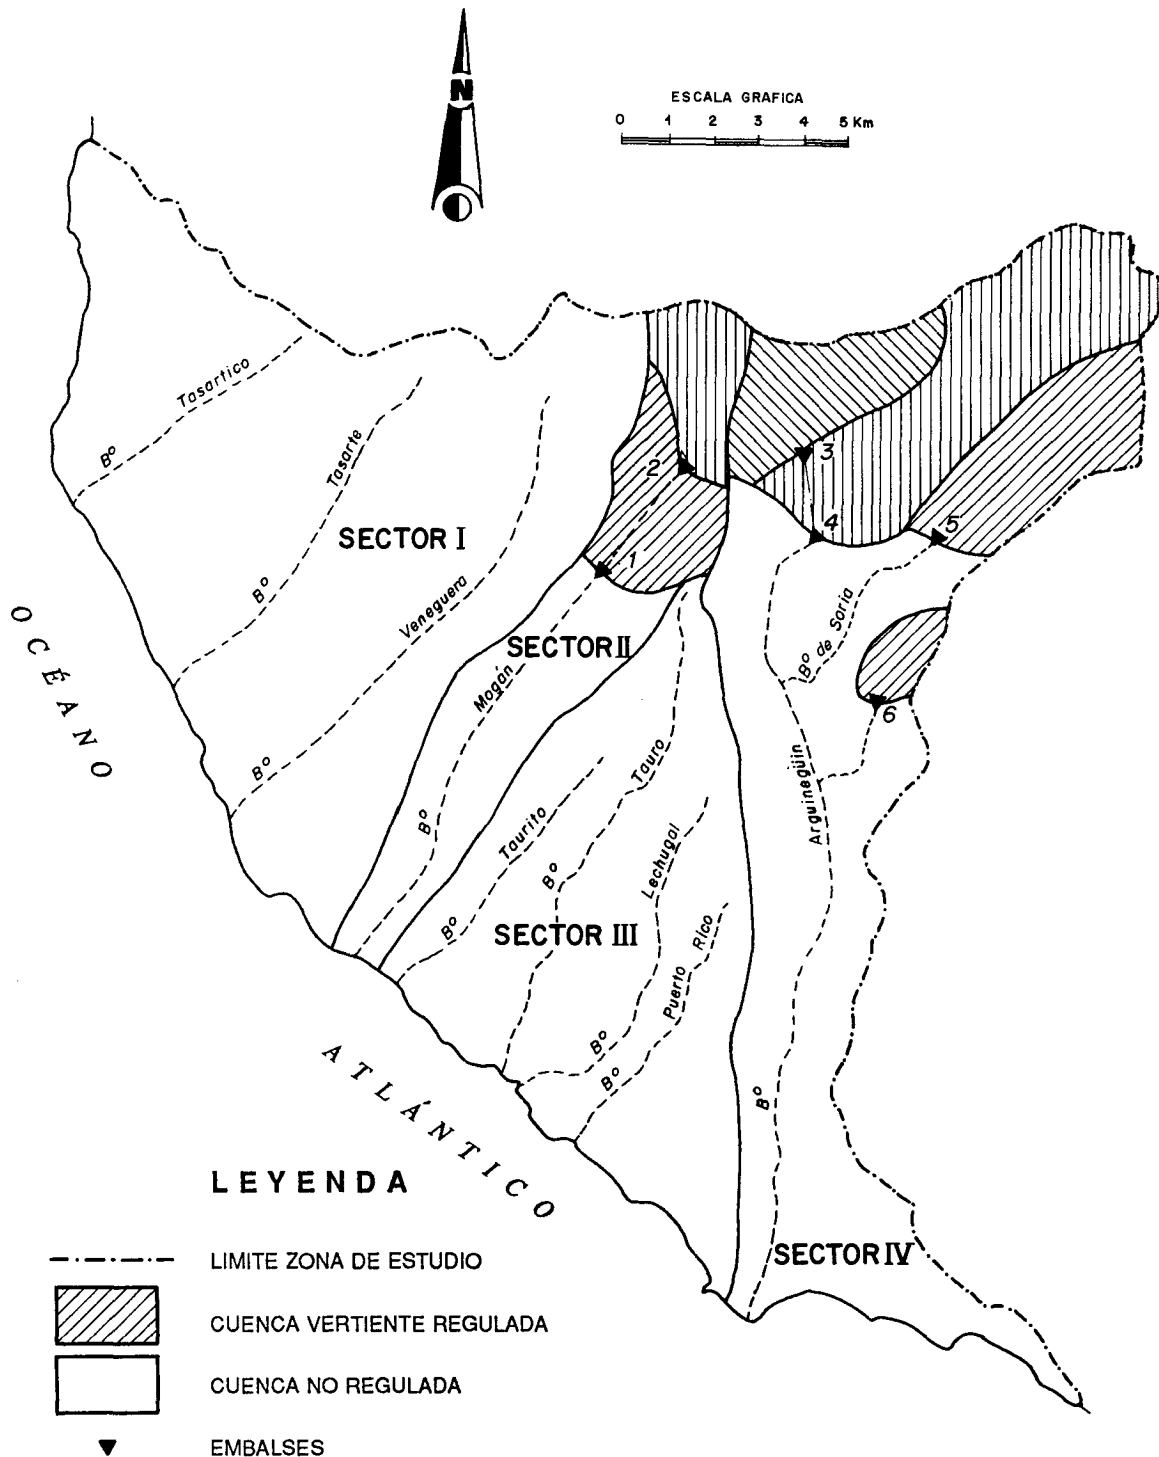 N
ESCALA GRAFICA
0 1 2 3 4 5 Km
Bº Tasartico
Bº Tasarte
SECTOR I
Bº Veneguera
2
3
4
5
1
SECTOR II
Bº Mogán
Bº de Soria
6
Bº Arguineguín
Bº Taurito
Bº Tauro
Bº Lechugal
Bº Puerto Rico
SECTOR III
SECTOR IV
OCÉANO
ATLÁNTICO
LEYENDA
LIMITE ZONA DE ESTUDIO
CUENCA VERTIENTE REGULADA
CUENCA NO REGULADA
EMBALSES